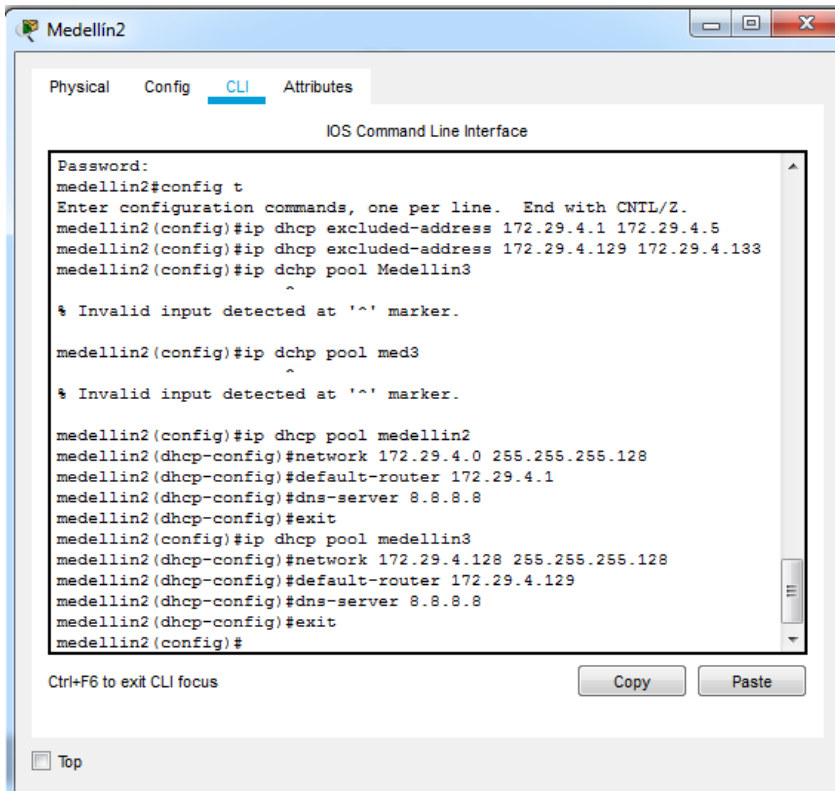 Medellín2
Physical Config CLI Attributes
IOS Command Line Interface
Password:
medellin2#config t
Enter configuration commands, one per line.  End with CNTL/Z.
medellin2(config)#ip dhcp excluded-address 172.29.4.1 172.29.4.5
medellin2(config)#ip dhcp excluded-address 172.29.4.129 172.29.4.133
medellin2(config)#ip dchp pool Medellin3
^
% Invalid input detected at '^' marker.
medellin2(config)#ip dchp pool med3
^
% Invalid input detected at '^' marker.
medellin2(config)#ip dhcp pool medellin2
medellin2(dhcp-config)#network 172.29.4.0 255.255.255.128
medellin2(dhcp-config)#default-router 172.29.4.1
medellin2(dhcp-config)#dns-server 8.8.8.8
medellin2(dhcp-config)#exit
medellin2(config)#ip dhcp pool medellin3
medellin2(dhcp-config)#network 172.29.4.128 255.255.255.128
medellin2(dhcp-config)#default-router 172.29.4.129
medellin2(dhcp-config)#dns-server 8.8.8.8
medellin2(dhcp-config)#exit
medellin2(config)#
Ctrl+F6 to exit CLI focus Copy Paste
Top